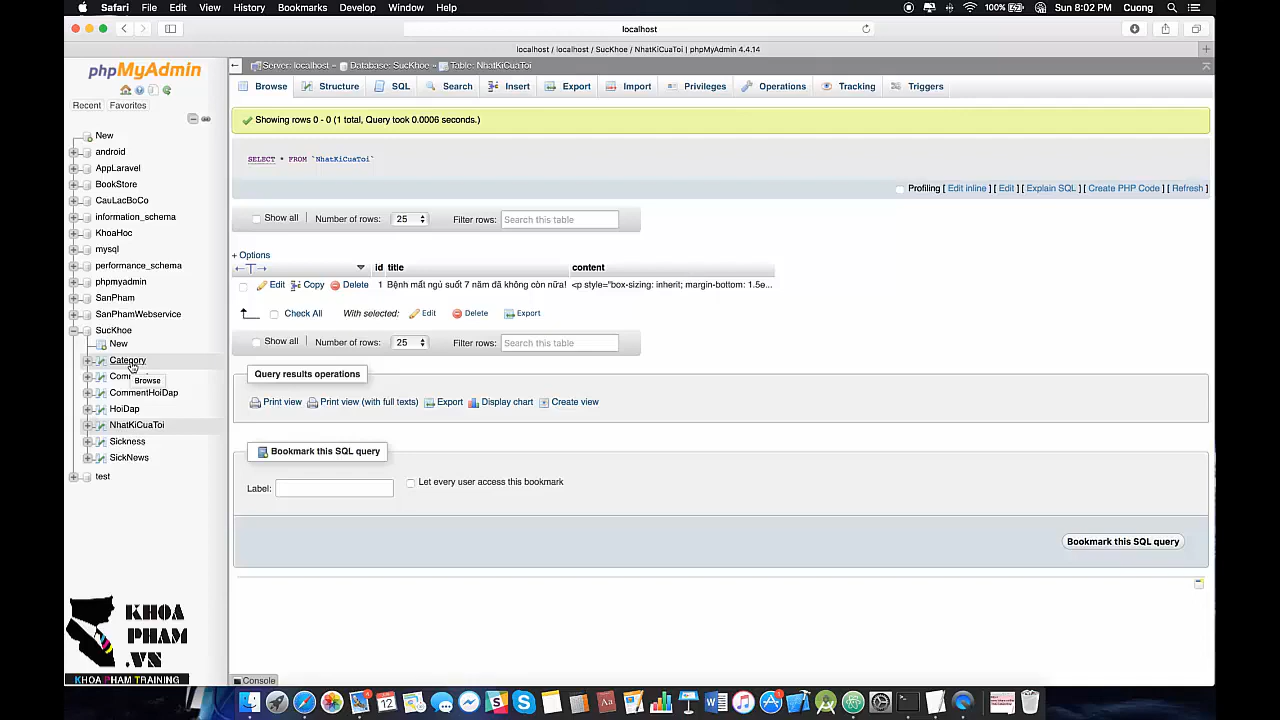 Safari File Edit View History Bookmarks Develop Window Help 100% Sun 8:02 PM Cuong
localhost
localhost / localhost / SucKhoe / NhatKiCuaToi | phpMyAdmin 4.4.14
phpMyAdmin
Recent Favorites
New
android
AppLaravel
BookStore
CauLacBoCo
information_schema
KhoaHoc
mysql
performance_schema
phpmyadmin
SanPham
SanPhamWebservice
SucKhoe
New
Category
Browse
CommentHoiDap
HoiDap
NhatKiCuaToi
Sickness
SickNews
test
KHOA
PHAM
.VN
KHOA PHAM TRAINING
Server: localhost » Database: SucKhoe » Table: NhatKiCuaToi
Browse Structure SQL Search Insert Export Import Privileges Operations Tracking Triggers
Showing rows 0 - 0 (1 total, Query took 0.0006 seconds.)
SELECT * FROM `NhatKiCuaToi`
Profiling [ Edit inline ] [ Edit ] [ Explain SQL ] [ Create PHP Code ] [ Refresh ]
Show all | Number of rows: 25 Filter rows: Search this table
+ Options
←T→ id title content
Edit Copy Delete 1 Bệnh mất ngủ suốt 7 năm đã không còn nữa! <p style="box-sizing: inherit; margin-bottom: 1.5e...
Check All With selected: Edit Delete Export
Show all | Number of rows: 25 Filter rows: Search this table
Query results operations
Print view Print view (with full texts) Export Display chart Create view
Bookmark this SQL query
Label: Let every user access this bookmark
Bookmark this SQL query
Console